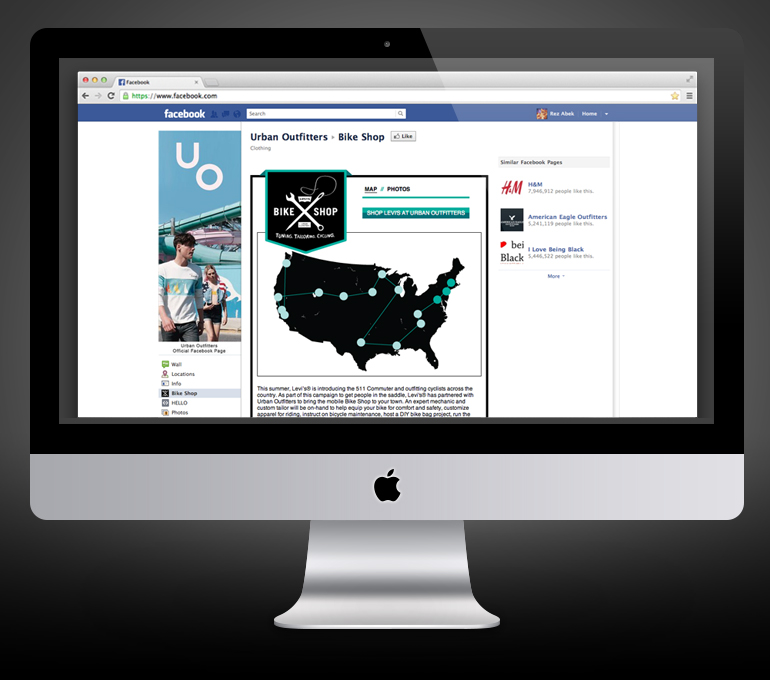 Facebook
https://www.facebook.com
facebook
Search
Rez Abek
Home
UO
Urban Outfitters
Official Facebook Page
Wall
Locations
Info
Bike Shop
HELLO
Photos
Urban Outfitters ▸ Bike Shop
Like
Clothing
BIKE SHOP
TUNING. TAILORING. CYCLING.
MAP // PHOTOS
SHOP LEVI'S AT URBAN OUTFITTERS
This summer, Levi's® is introducing the 511 Commuter and outfitting cyclists across the
country. As part of this campaign to get people in the saddle, Levi's® has partnered with
Urban Outfitters to bring the mobile Bike Shop to your town. An expert mechanic and
custom tailor will be on-hand to help equip your bike for comfort and safety, customize
apparel for riding, instruct on bicycle maintenance, host a DIY bike bag project, run the
Similar Facebook Pages
H&M
H&M
7,946,912 people like this.
American Eagle Outfitters
5,241,119 people like this.
bei
Black
I Love Being Black
5,446,522 people like this.
More